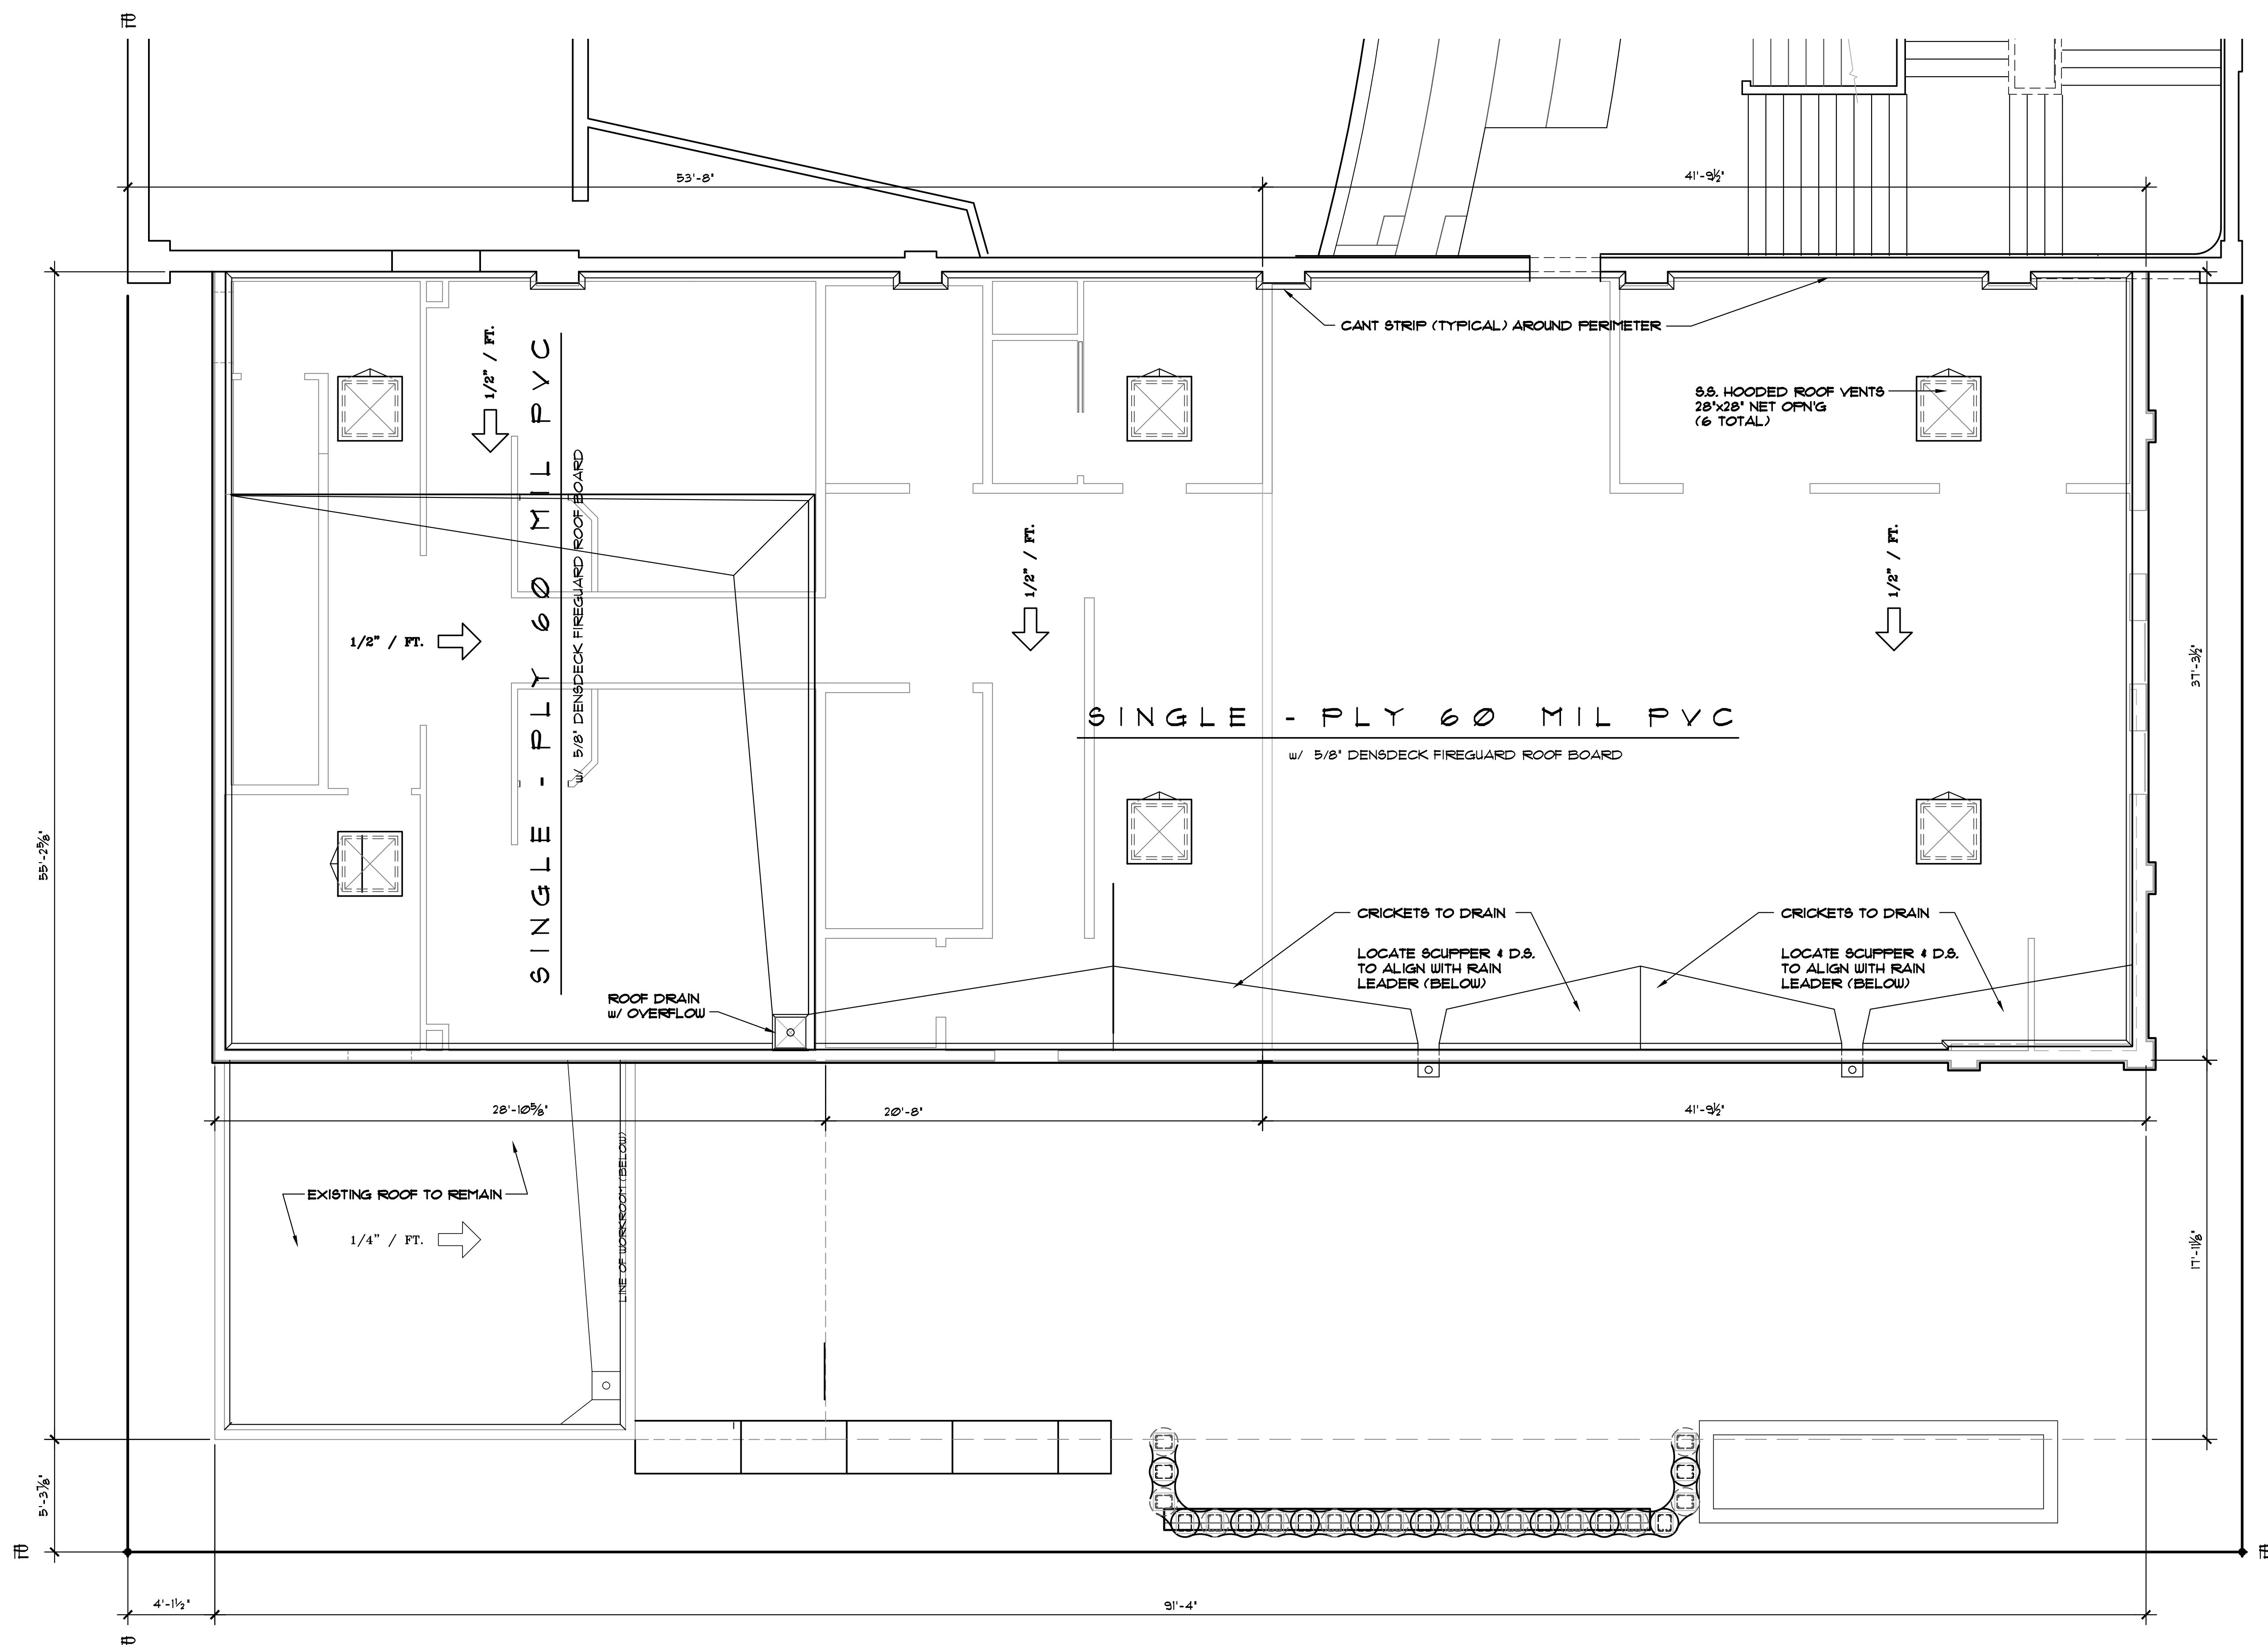 PL
53'-8"
41'-9½"
CANT STRIP (TYPICAL) AROUND PERIMETER
1/2" / FT.
S.S. HOODED ROOF VENTS
28"x28" NET OPN'G
(6 TOTAL)
SINGLE - PLY 60 MIL PVC
w/ 5/8" DENSDECK FIREGUARD ROOF BOARD
1/2" / FT.
1/2" / FT.
1/2" / FT.
37'-3½"
SINGLE - PLY 60 MIL PVC
w/ 5/8" DENSDECK FIREGUARD ROOF BOARD
55'-2⅝"
CRICKETS TO DRAIN
CRICKETS TO DRAIN
LOCATE SCUPPER & D.S.
TO ALIGN WITH RAIN
LEADER (BELOW)
LOCATE SCUPPER & D.S.
TO ALIGN WITH RAIN
LEADER (BELOW)
ROOF DRAIN
w/ OVERFLOW
28'-10⅝"
20'-8"
41'-9½"
LINE OF WORKROOM (BELOW)
EXISTING ROOF TO REMAIN
1/4" / FT.
17'-11⅛"
5'-3⅞"
PL
PL
4'-1½"
91'-4"
PL